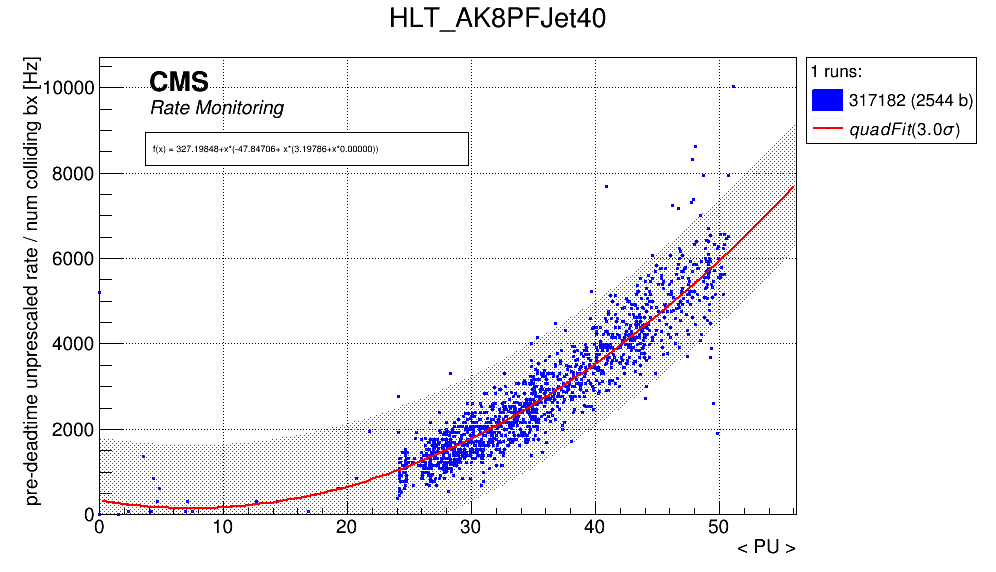 HLT_AK8PFJet40
pre-deadtime unprescaled rate / num colliding bx [Hz]
CMS
Rate Monitoring
f(x) = 327.19848+x*(-47.84706+ x*(3.19786+x*0.00000))
1 runs:
317182 (2544 b)
quadFit(3.0σ)
10000
8000
6000
4000
2000
0
0 10 20 30 40 50
< PU >